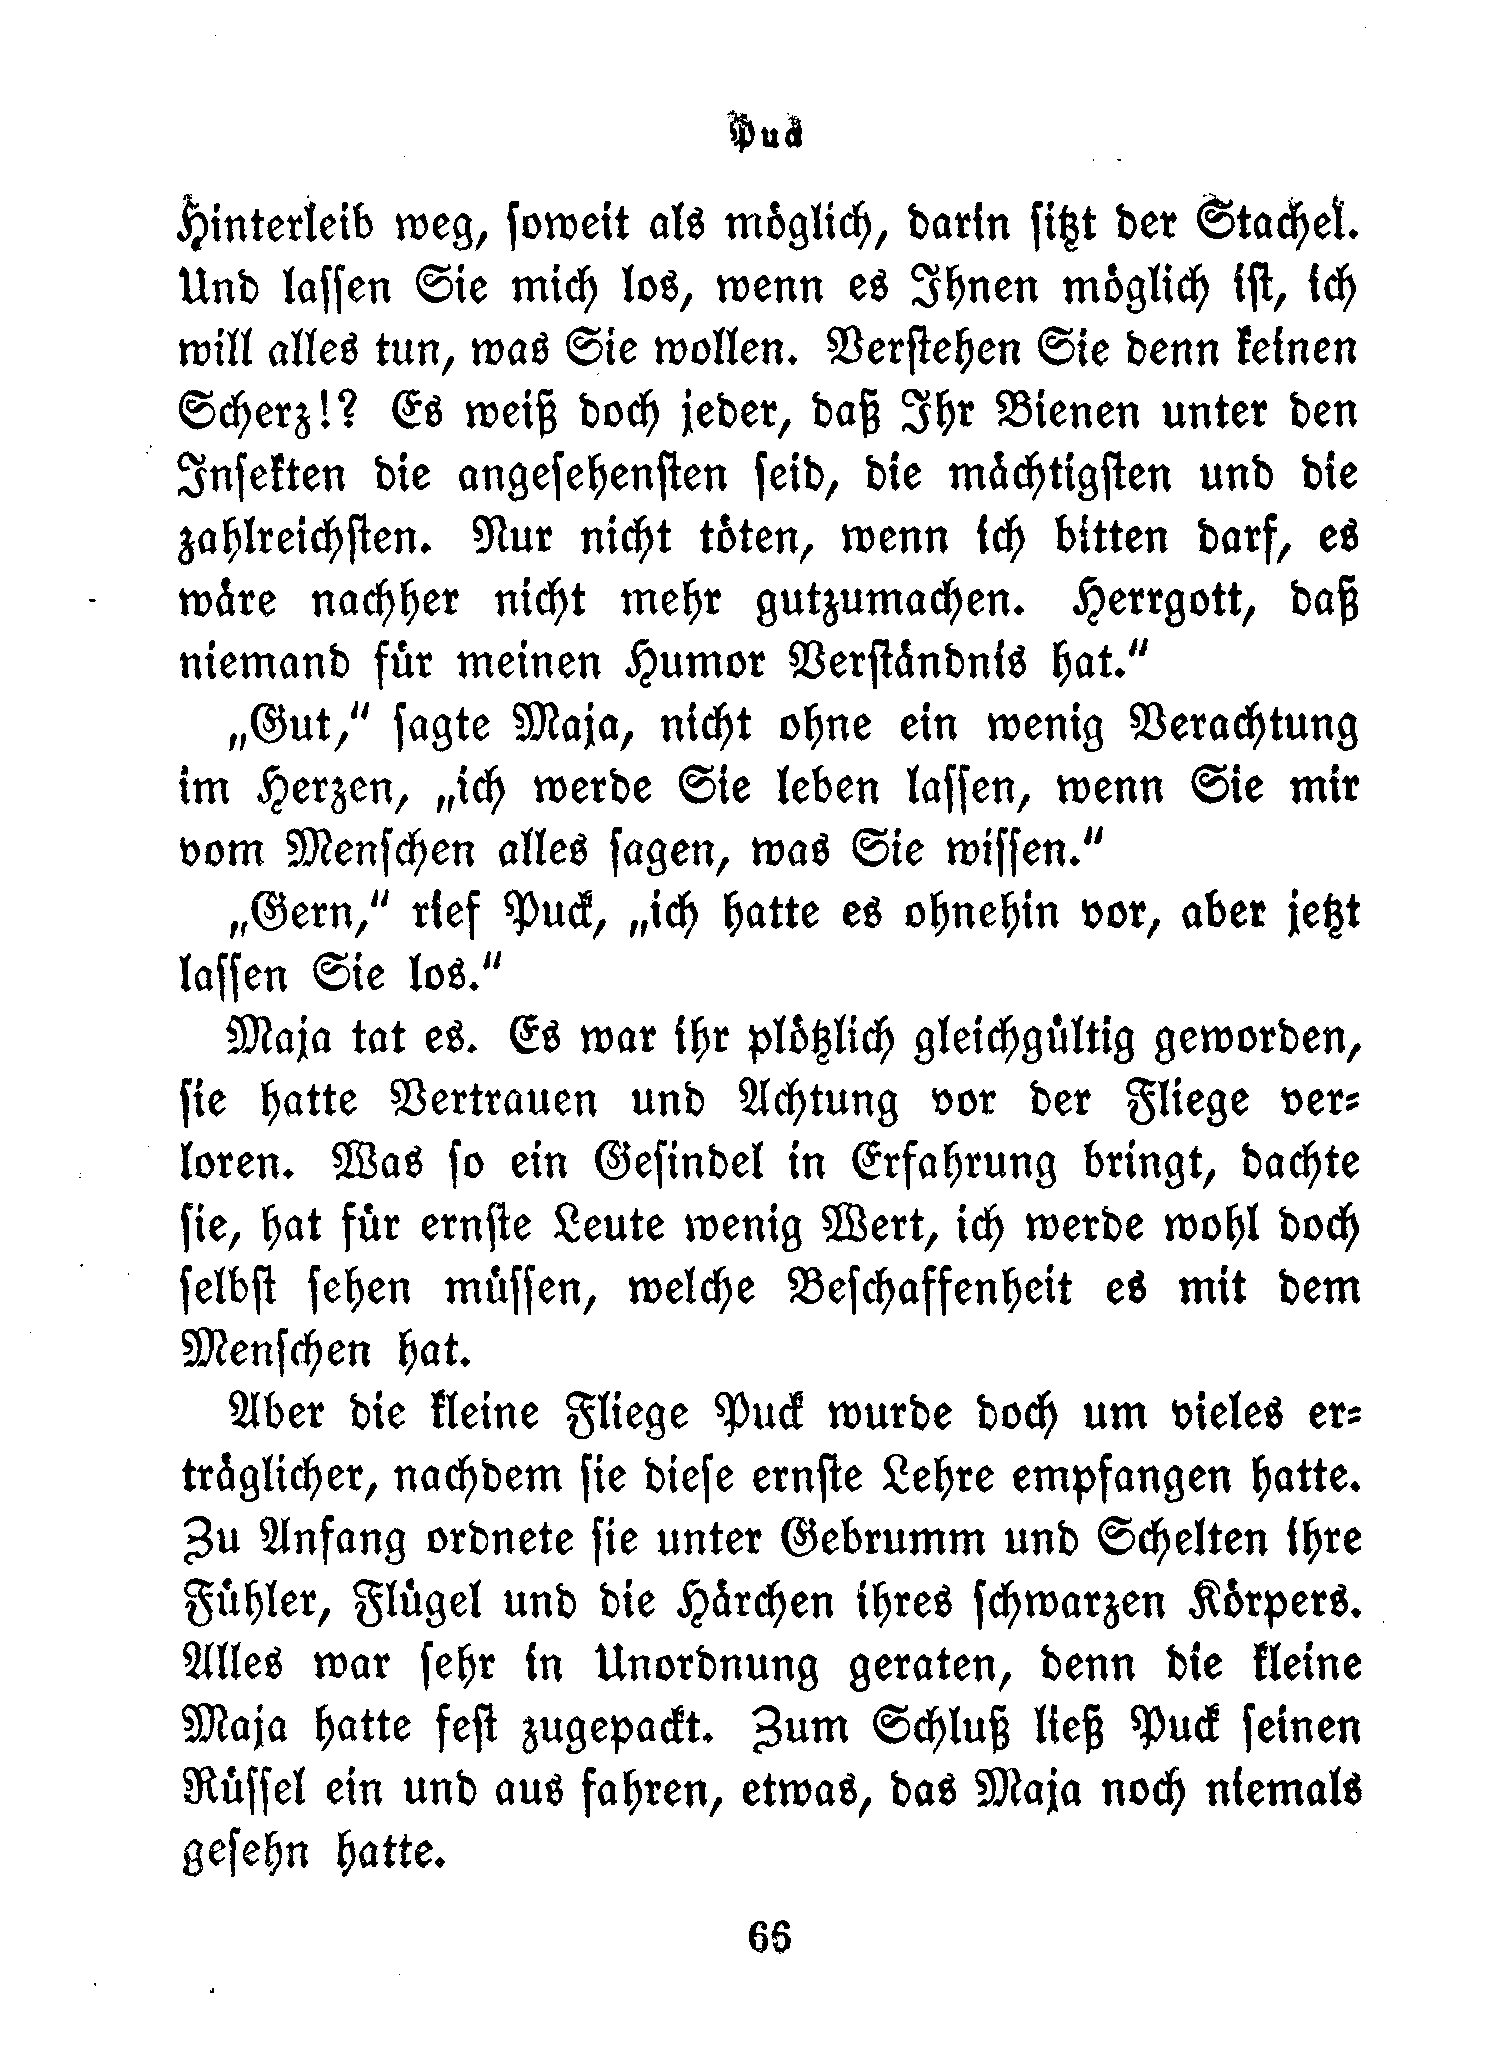 Puck
Hinterleib weg, soweit als möglich, darin sitzt der Stachel.
Und lassen Sie mich los, wenn es Ihnen möglich ist, ich
will alles tun, was Sie wollen. Verstehen Sie denn keinen
Scherz!? Es weiß doch jeder, daß Ihr Bienen unter den
Insekten die angesehensten seid, die mächtigsten und die
zahlreichsten. Nur nicht töten, wenn ich bitten darf, es
wäre nachher nicht mehr gutzumachen. Herrgott, daß
niemand für meinen Humor Verständnis hat.“
„Gut,“ sagte Maja, nicht ohne ein wenig Verachtung
im Herzen, „ich werde Sie leben lassen, wenn Sie mir
vom Menschen alles sagen, was Sie wissen.“
„Gern,“ rief Puck, „ich hatte es ohnehin vor, aber jetzt
lassen Sie los.“
Maja tat es. Es war ihr plötzlich gleichgültig geworden,
sie hatte Vertrauen und Achtung vor der Fliege ver-
loren. Was so ein Gesindel in Erfahrung bringt, dachte
sie, hat für ernste Leute wenig Wert, ich werde wohl doch
selbst sehen müssen, welche Beschaffenheit es mit dem
Menschen hat.
Aber die kleine Fliege Puck wurde doch um vieles er-
träglicher, nachdem sie diese ernste Lehre empfangen hatte.
Zu Anfang ordnete sie unter Gebrumm und Schelten ihre
Fühler, Flügel und die Härchen ihres schwarzen Körpers.
Alles war sehr in Unordnung geraten, denn die kleine
Maja hatte fest zugepackt. Zum Schluß ließ Puck seinen
Rüssel ein und aus fahren, etwas, das Maja noch niemals
gesehn hatte.
66